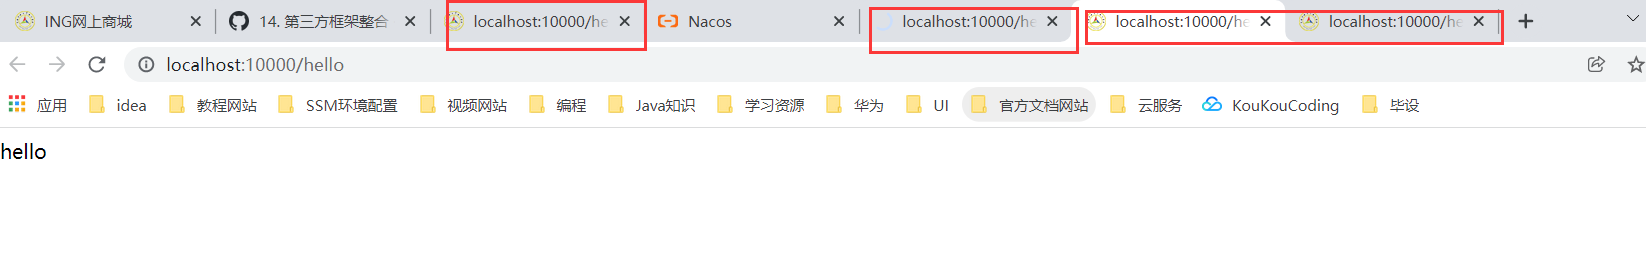 ING网上商城 14. 第三方框架整合 localhost:10000/he Nacos localhost:10000/he localhost:10000/he localhost:10000/he
localhost:10000/hello
应用 idea 教程网站 SSM环境配置 视频网站 编程 Java知识 学习资源 华为 UI 官方文档网站 云服务 KouKouCoding 毕设
hello